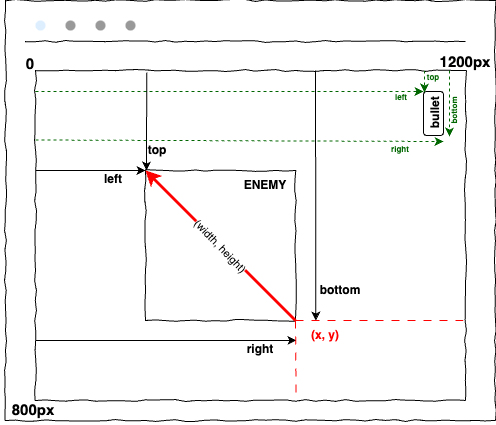 0
1200px
top
left
bullet
bottom
right
top
left
ENEMY
(width, height)
bottom
(x, y)
right
800px